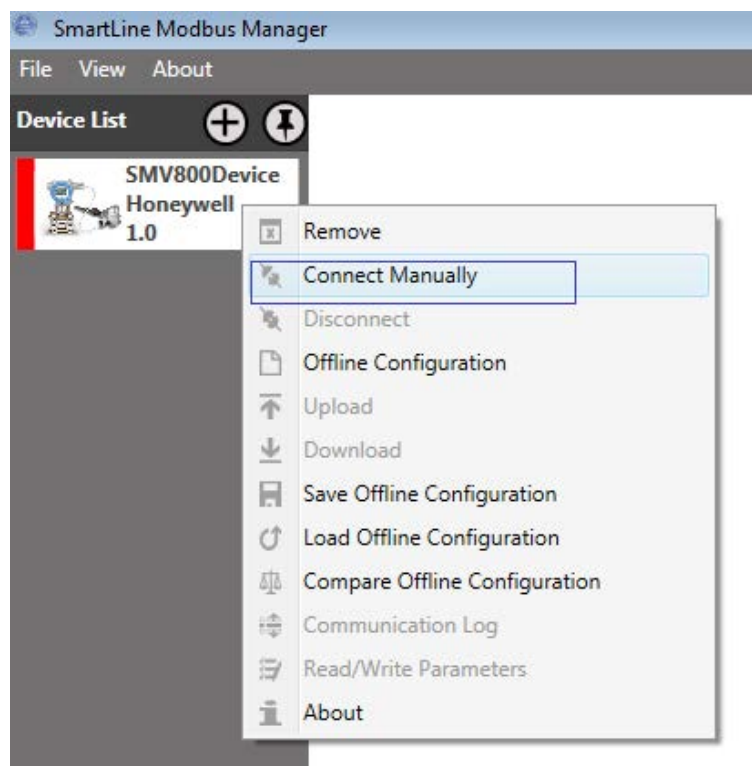 SmartLine Modbus Manager
File View About
Device List
SMV800Device
Honeywell
1.0
Remove
Connect Manually
Disconnect
Offline Configuration
Upload
Download
Save Offline Configuration
Load Offline Configuration
Compare Offline Configuration
Communication Log
Read/Write Parameters
About